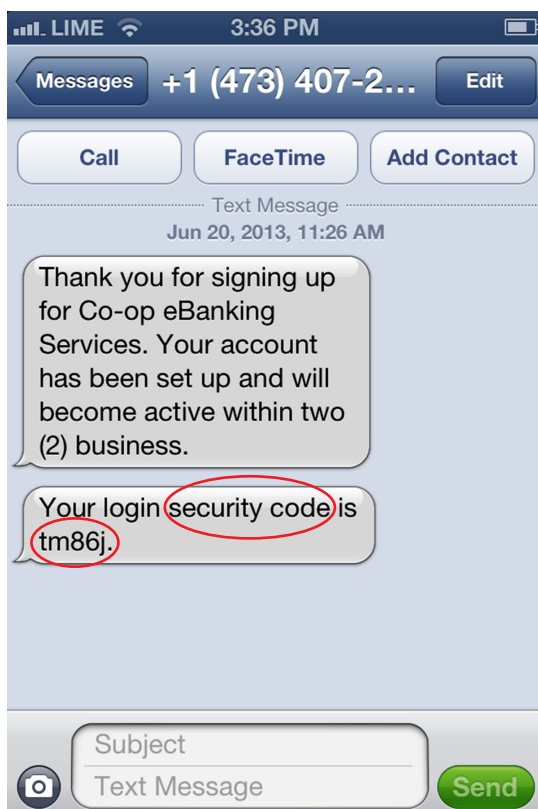 LIME 3:36 PM
Messages +1 (473) 407-2... Edit
Call FaceTime Add Contact
Text Message
Jun 20, 2013, 11:26 AM
Thank you for signing up
for Co-op eBanking
Services. Your account
has been set up and will
become active within two
(2) business.
Your login security code is
tm86j.
Subject
Text Message Send